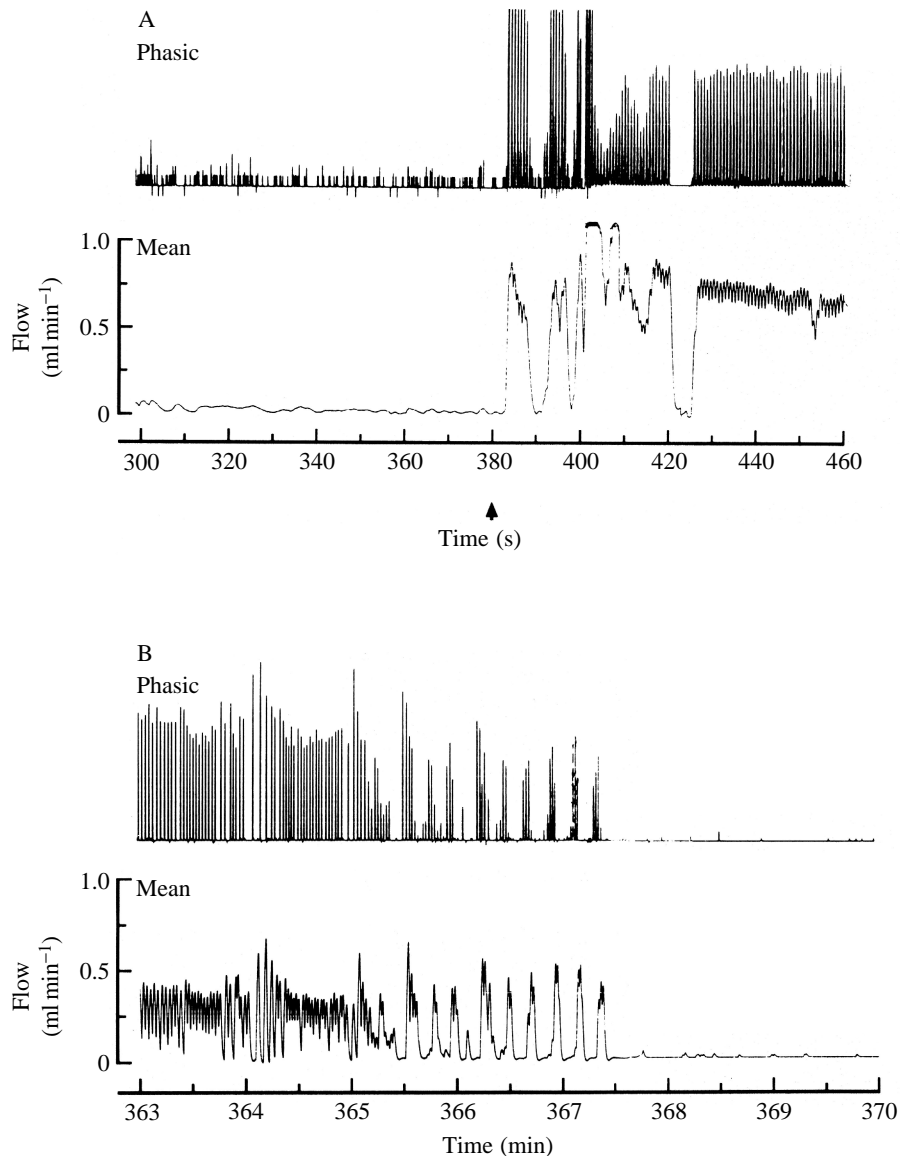 A
Phasic
Mean
1.0
0.5
0
Flow
(ml min⁻¹)
300 320 340 360 380 400 420 440 460
Time (s)
B
Phasic
Mean
1.0
0.5
0
Flow
(ml min⁻¹)
363 364 365 366 367 368 369 370
Time (min)